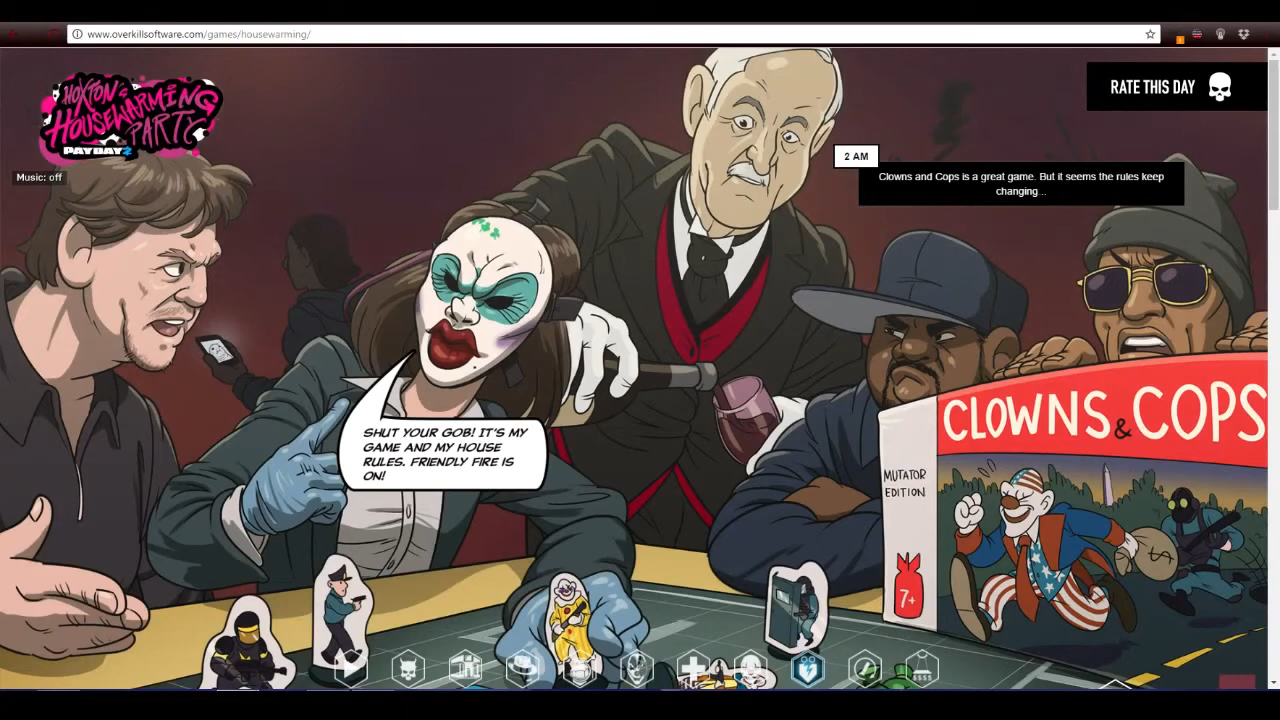 www.overkillsoftware.com/games/housewarming/
HOXTON'S
HOUSEWARMING
PARTY
PAYDAY2
RATE THIS DAY
Music: off
2 AM
Clowns and Cops is a great game. But it seems the rules keep
changing...
SHUT YOUR GOB! IT'S MY
GAME AND MY HOUSE
RULES. FRIENDLY FIRE IS
ON!
CLOWNS & COPS
MUTATOR
EDITION
7+
$
$$$$